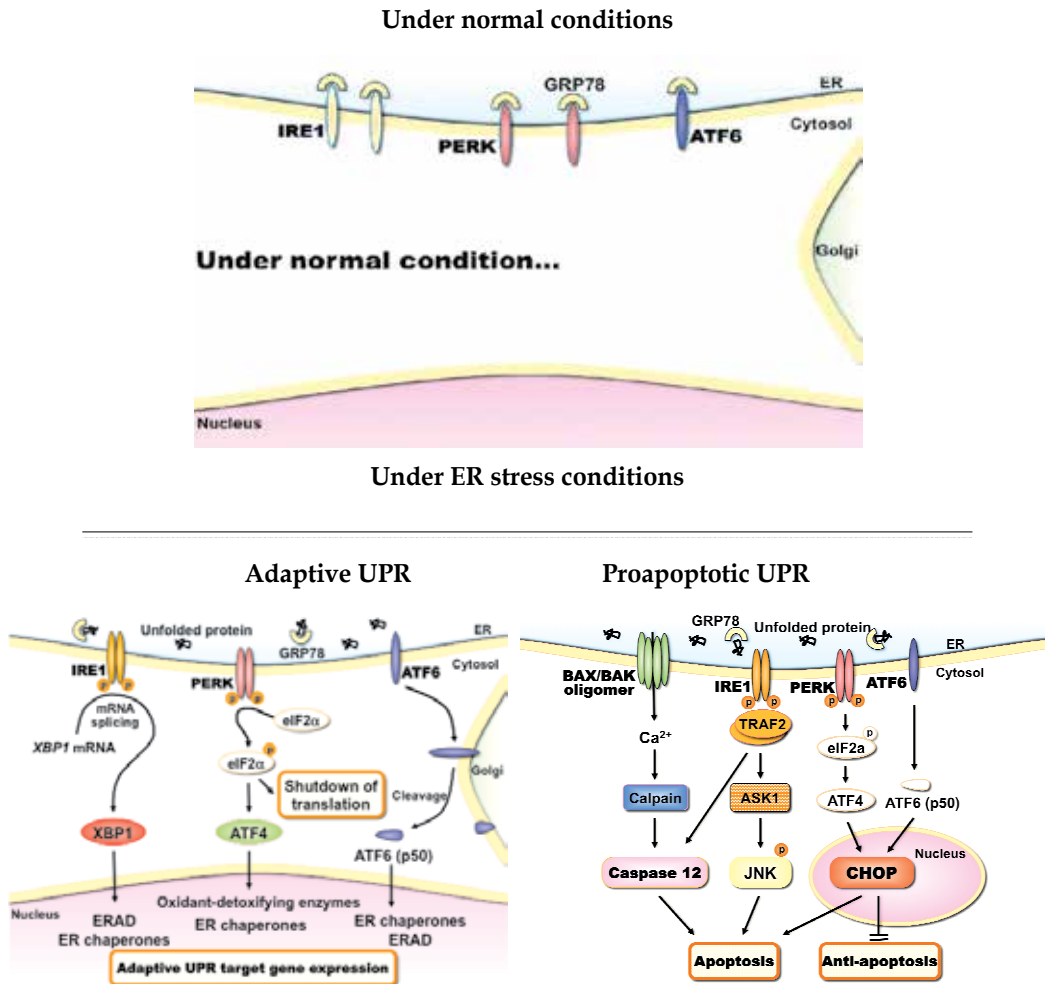 Under normal conditions
GRP78
ER
IRE1
PERK
ATF6
Cytosol
Golgi
Under normal condition...
Nucleus
Under ER stress conditions
Adaptive UPR
Unfolded protein
GRP78
ER
IRE1
PERK
ATF6
Cytosol
P P
P P
mRNA
splicing
XBP1 mRNA
eIF2α
P
eIF2α
Shutdown of
translation
Cleavage
Golgi
XBP1
ATF4
ATF6 (p50)
Nucleus
Oxidant-detoxifying enzymes
ERAD
ER chaperones
ER chaperones
ER chaperones
ERAD
Adaptive UPR target gene expression
Proapoptotic UPR
GRP78
Unfolded protein
ER
BAX/BAK
oligomer
IRE1
PERK
ATF6
Cytosol
P P
P P
TRAF2
Ca2+
P
eIF2a
Calpain
ASK1
ATF4
ATF6 (p50)
P
Nucleus
Caspase 12
JNK
CHOP
Apoptosis
Anti-apoptosis